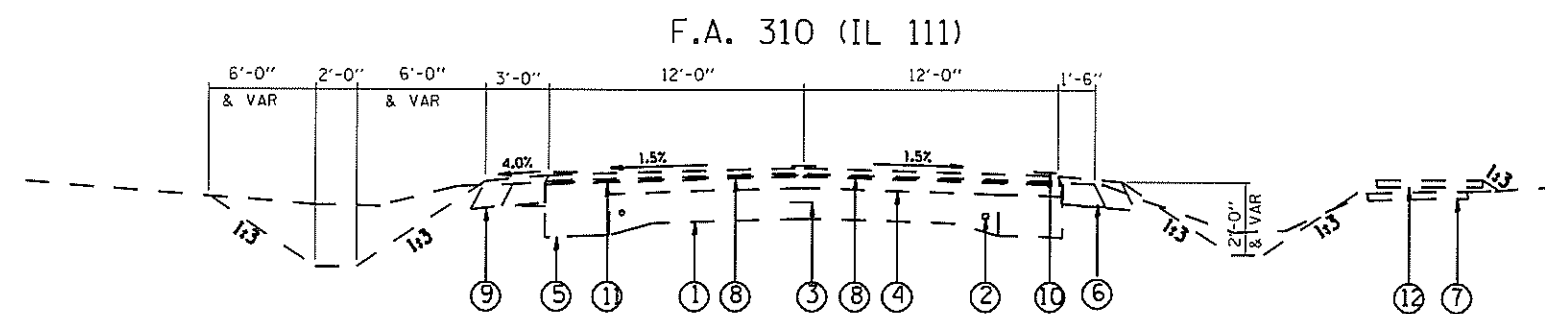 F.A. 310 (IL 111)
6'-0" 2'-0" 6'-0" 3'-0" 12'-0" 12'-0" 1'-6"
& VAR & VAR
4.0% 1.5% 1.5%
1:3 1:3 1:3 1:3 1:3
2'-0"
& VAR
9 5 11 1 8 3 8 4 2 10 6 12 7